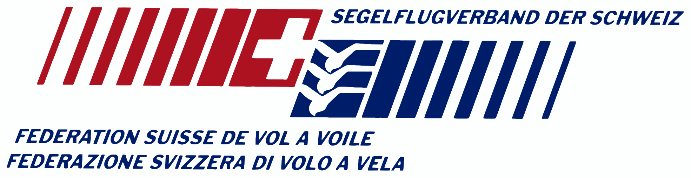 SEGELFLUGVERBAND DER SCHWEIZ
FEDERATION SUISSE DE VOL A VOILE
FEDERAZIONE SVIZZERA DI VOLO A VELA